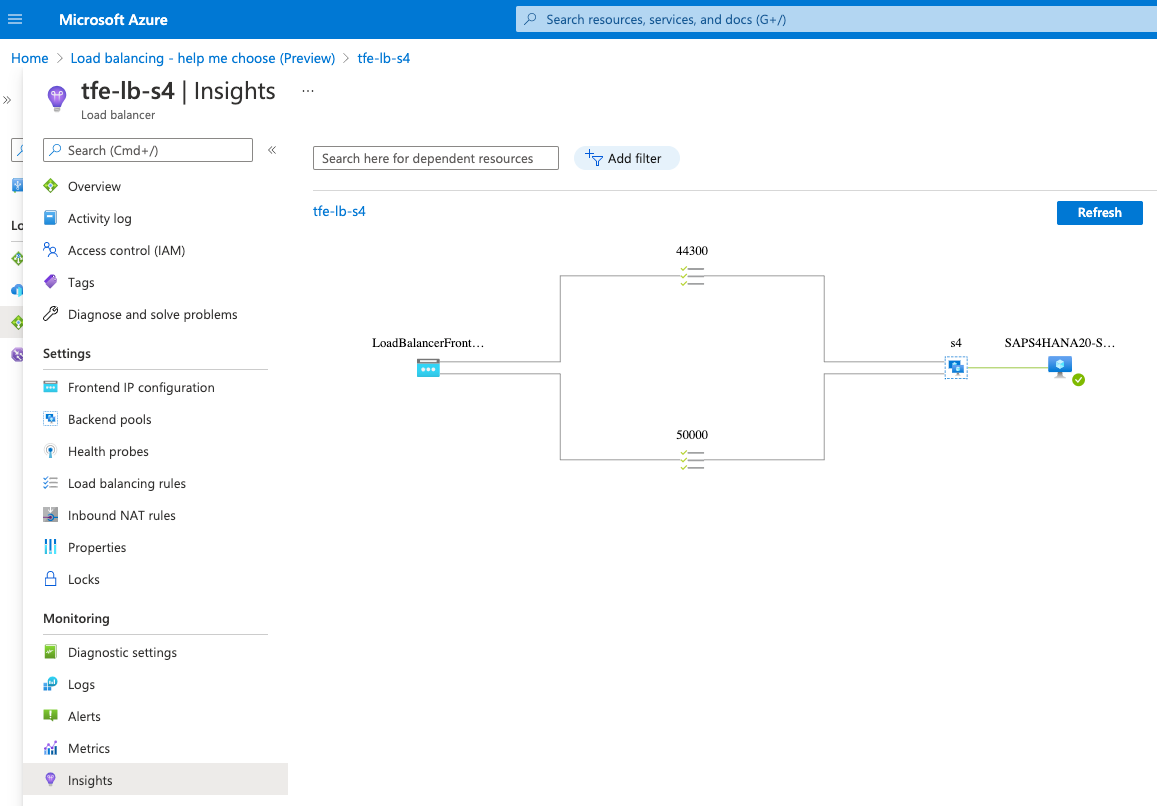 Microsoft Azure
Search resources, services, and docs (G+/)
Home > Load balancing - help me choose (Preview) > tfe-lb-s4
tfe-lb-s4 | Insights ...
Load balancer
Search (Cmd+/)
Overview
Activity log
Access control (IAM)
Tags
Diagnose and solve problems
Settings
Frontend IP configuration
Backend pools
Health probes
Load balancing rules
Inbound NAT rules
Properties
Locks
Monitoring
Diagnostic settings
Logs
Alerts
Metrics
Insights
Lo
Search here for dependent resources
Add filter
tfe-lb-s4
Refresh
44300
LoadBalancerFront...
s4
SAPS4HANA20-S...
50000